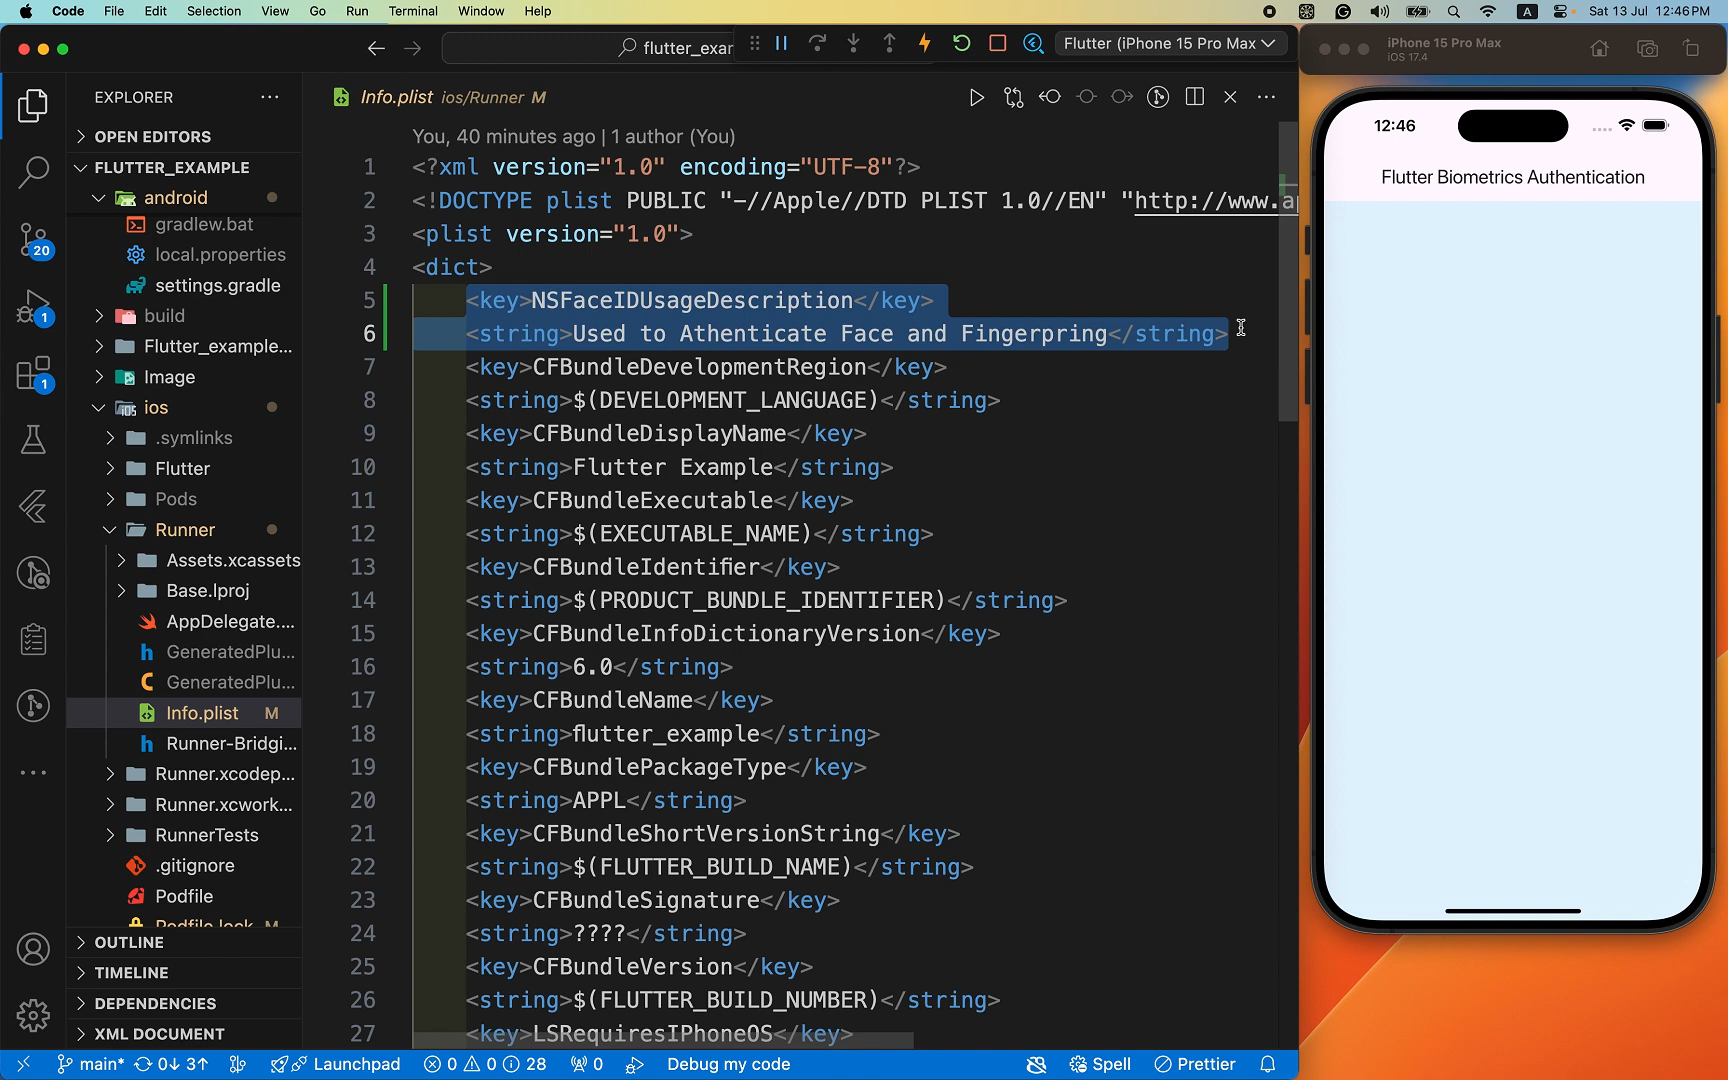 Code File Edit Selection View Go Run Terminal Window Help
A Sat 13 Jul 12:46 PM
flutter_exar
Flutter (iPhone 15 Pro Max
iPhone 15 Pro Max
iOS 17.4
EXPLORER
Info.plist ios/Runner M
OPEN EDITORS
FLUTTER_EXAMPLE
android
gradlew.bat
local.properties
settings.gradle
build
Flutter_example...
Image
ios
.symlinks
Flutter
Pods
Runner
Assets.xcassets
Base.lproj
AppDelegate....
h GeneratedPlu...
C GeneratedPlu...
Info.plist M
h Runner-Bridgi...
Runner.xcodep...
Runner.xcwork...
RunnerTests
.gitignore
Podfile
Podfile.lock M
OUTLINE
TIMELINE
DEPENDENCIES
XML DOCUMENT
20
1
1
You, 40 minutes ago | 1 author (You)
1 <?xml version="1.0" encoding="UTF-8"?>
2 <!DOCTYPE plist PUBLIC "-//Apple//DTD PLIST 1.0//EN" "http://www.ap
3 <plist version="1.0">
4 <dict>
5 <key>NSFaceIDUsageDescription</key>
6 <string>Used to Athenticate Face and Fingerpring</string>
7 <key>CFBundleDevelopmentRegion</key>
8 <string>$(DEVELOPMENT_LANGUAGE)</string>
9 <key>CFBundleDisplayName</key>
10 <string>Flutter Example</string>
11 <key>CFBundleExecutable</key>
12 <string>$(EXECUTABLE_NAME)</string>
13 <key>CFBundleIdentifier</key>
14 <string>$(PRODUCT_BUNDLE_IDENTIFIER)</string>
15 <key>CFBundleInfoDictionaryVersion</key>
16 <string>6.0</string>
17 <key>CFBundleName</key>
18 <string>flutter_example</string>
19 <key>CFBundlePackageType</key>
20 <string>APPL</string>
21 <key>CFBundleShortVersionString</key>
22 <string>$(FLUTTER_BUILD_NAME)</string>
23 <key>CFBundleSignature</key>
24 <string>????</string>
25 <key>CFBundleVersion</key>
26 <string>$(FLUTTER_BUILD_NUMBER)</string>
27 <key>LSRequiresIPhoneOS</key>
12:46
Flutter Biometrics Authentication
main* 0↓ 3↑ Launchpad 0 0 28 0 Debug my code Spell Prettier